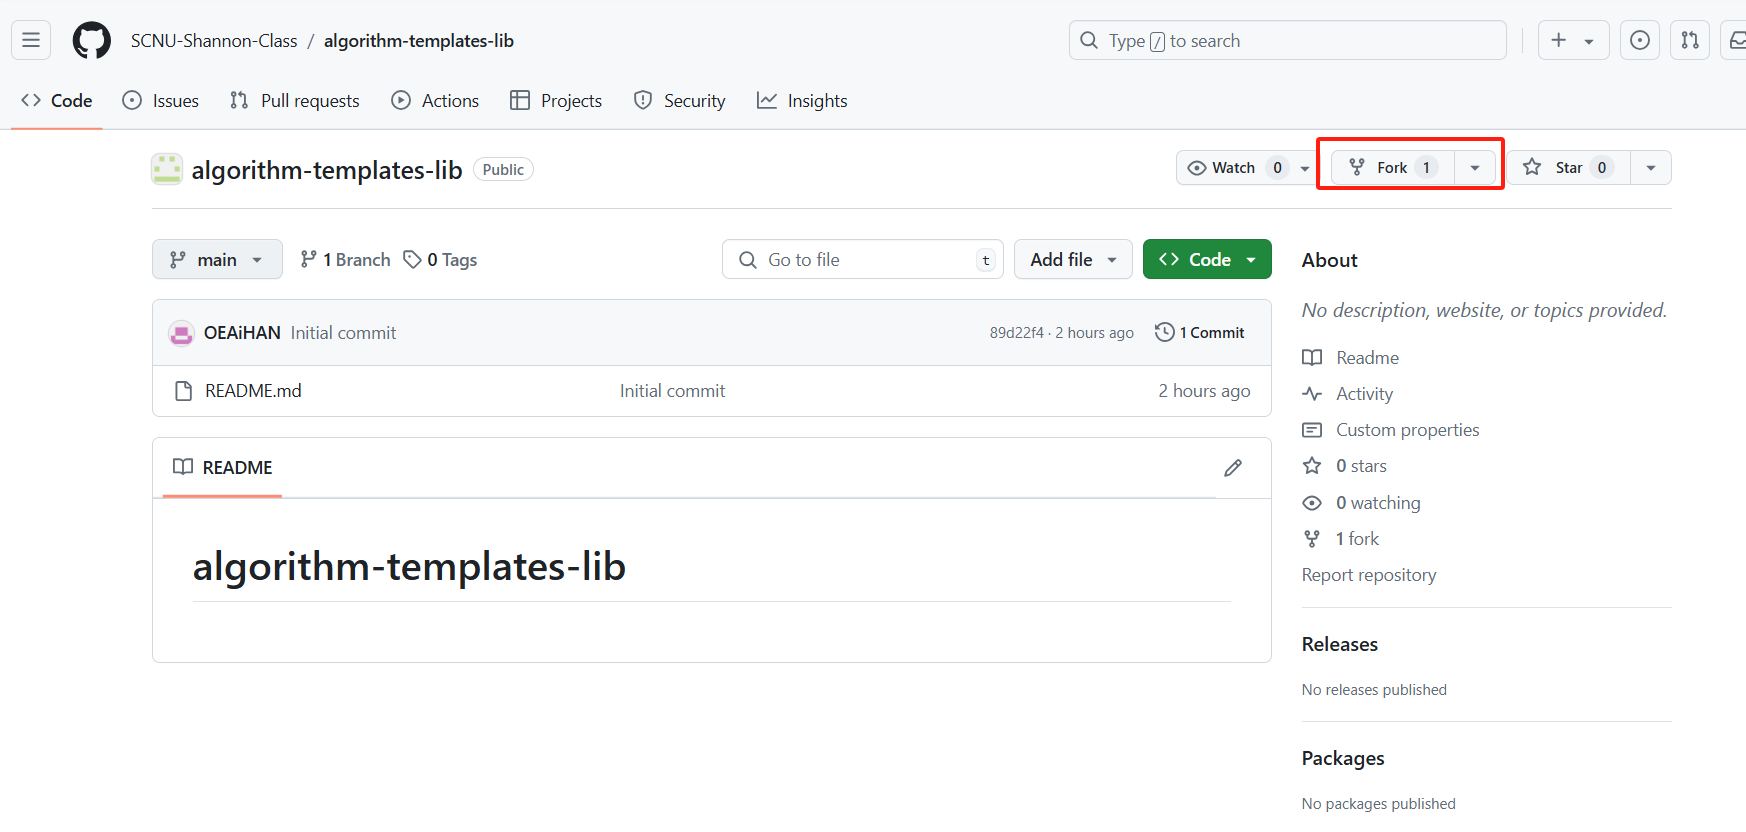 SCNU-Shannon-Class / algorithm-templates-lib
Type / to search
Code Issues Pull requests Actions Projects Security Insights
algorithm-templates-lib Public
Watch 0 Fork 1 Star 0
main 1 Branch 0 Tags
Go to file t Add file Code
OEAiHAN Initial commit 89d22f4 · 2 hours ago 1 Commit
README.md Initial commit 2 hours ago
README
algorithm-templates-lib
About
No description, website, or topics provided.
Readme
Activity
Custom properties
0 stars
0 watching
1 fork
Report repository
Releases
No releases published
Packages
No packages published